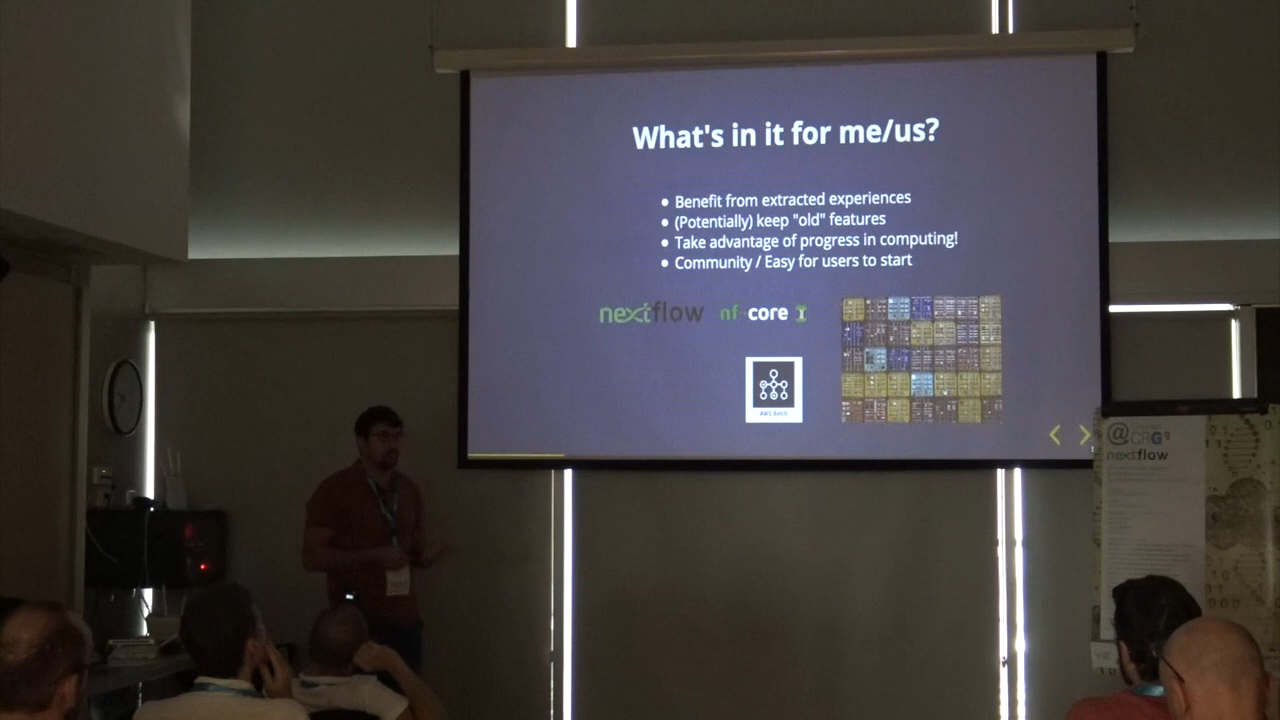 What's in it for me/us?
Benefit from extracted experiences
(Potentially) keep "old" features
Take advantage of progress in computing!
Community / Easy for users to start
nextflow nf-core
AWS Batch
@CRG
nextflow